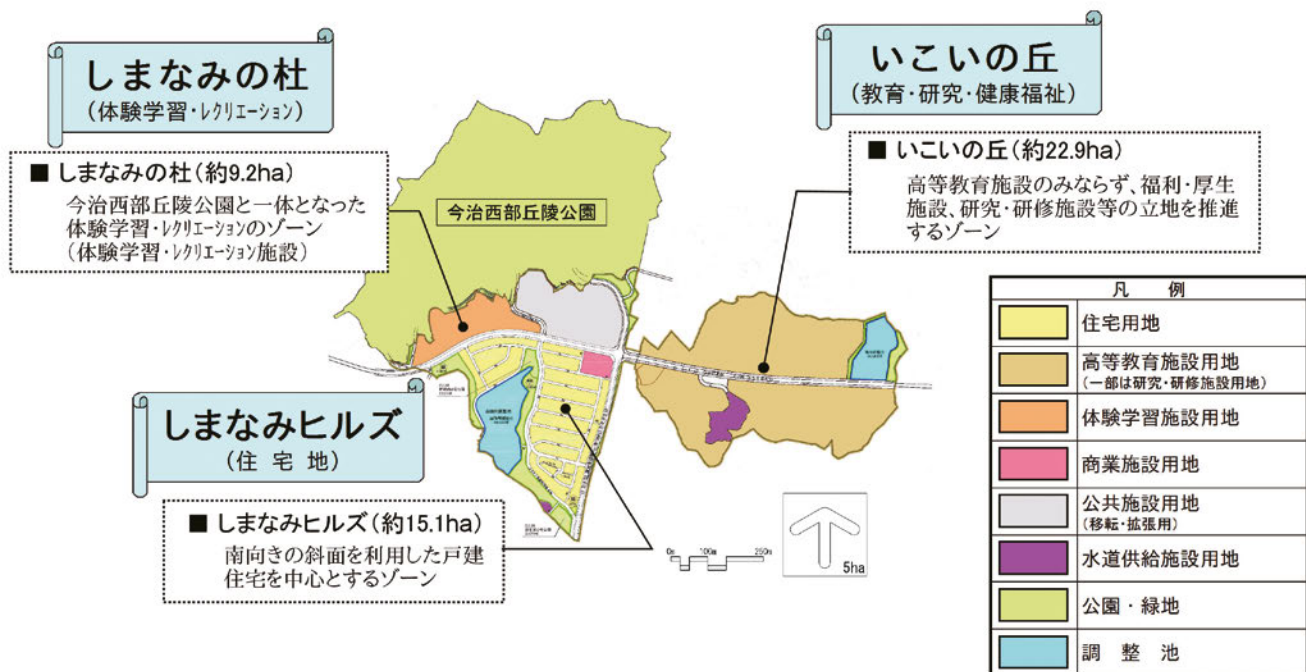 しまなみの杜
(体験学習・レクリエーション)
■ しまなみの杜(約9.2ha)
今治西部丘陵公園と一体となった
体験学習・レクリエーションのゾーン
(体験学習・レクリエーション施設)
今治西部丘陵公園
いこいの丘
(教育・研究・健康福祉)
■ いこいの丘(約22.9ha)
高等教育施設のみならず、福利・厚生
施設、研究・研修施設等の立地を推進
するゾーン
しまなみヒルズ
(住宅地)
■ しまなみヒルズ(約15.1ha)
南向きの斜面を利用した戸建
住宅を中心とするゾーン
0m 100m 250m
5ha
凡 例
住宅用地
高等教育施設用地
(一部は研究・研修施設用地)
体験学習施設用地
商業施設用地
公共施設用地
(移転・拡張用)
水道供給施設用地
公園・緑地
調 整 池